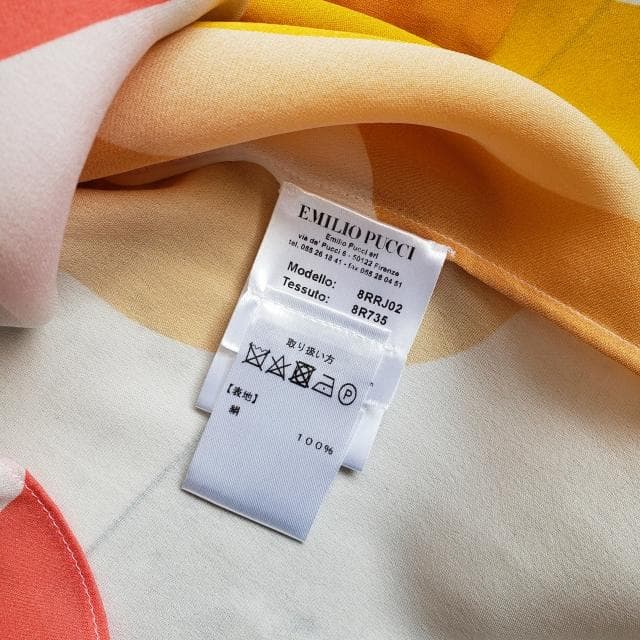 EMILIO PUCCI
Emilio Pucci srl
via de' Pucci 6 - 50122 Firenze
tel. 055 26 18 41 - fax 055 28 04 51
Modello: 8RRJ02
Tessuto: 8R735
取り扱い方
P
【表地】
絹
100%